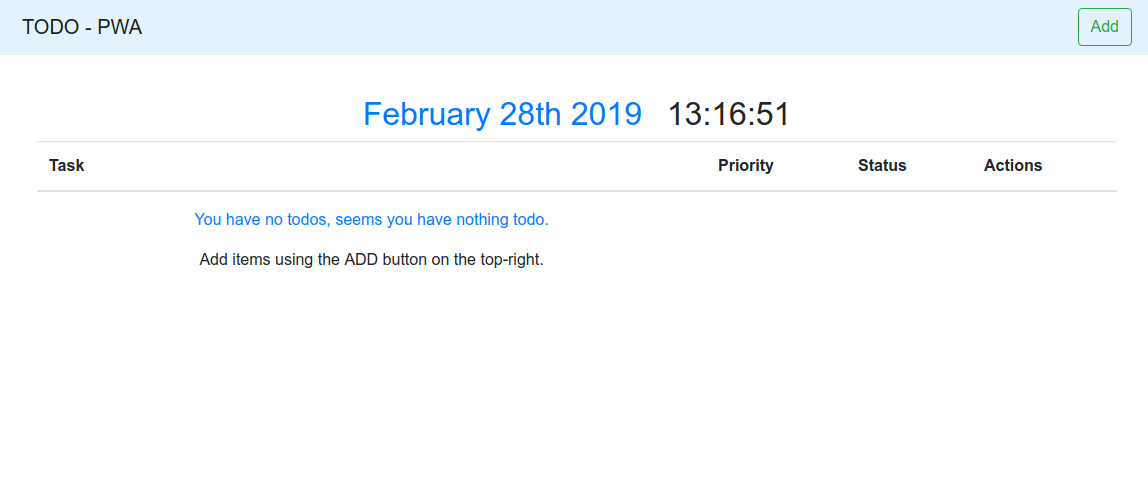 TODO - PWA Add
February 28th 2019 13:16:51
Task Priority Status Actions
You have no todos, seems you have nothing todo.
Add items using the ADD button on the top-right.